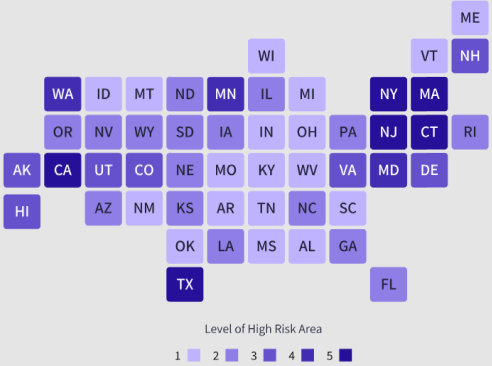 ME
WI VT NH
WA ID MT ND MN IL MI NY MA
OR NV WY SD IA IN OH PA NJ CT RI
AK CA UT CO NE MO KY WV VA MD DE
HI AZ NM KS AR TN NC SC
OK LA MS AL GA
TX FL
Level of High Risk Area
1 2 3 4 5